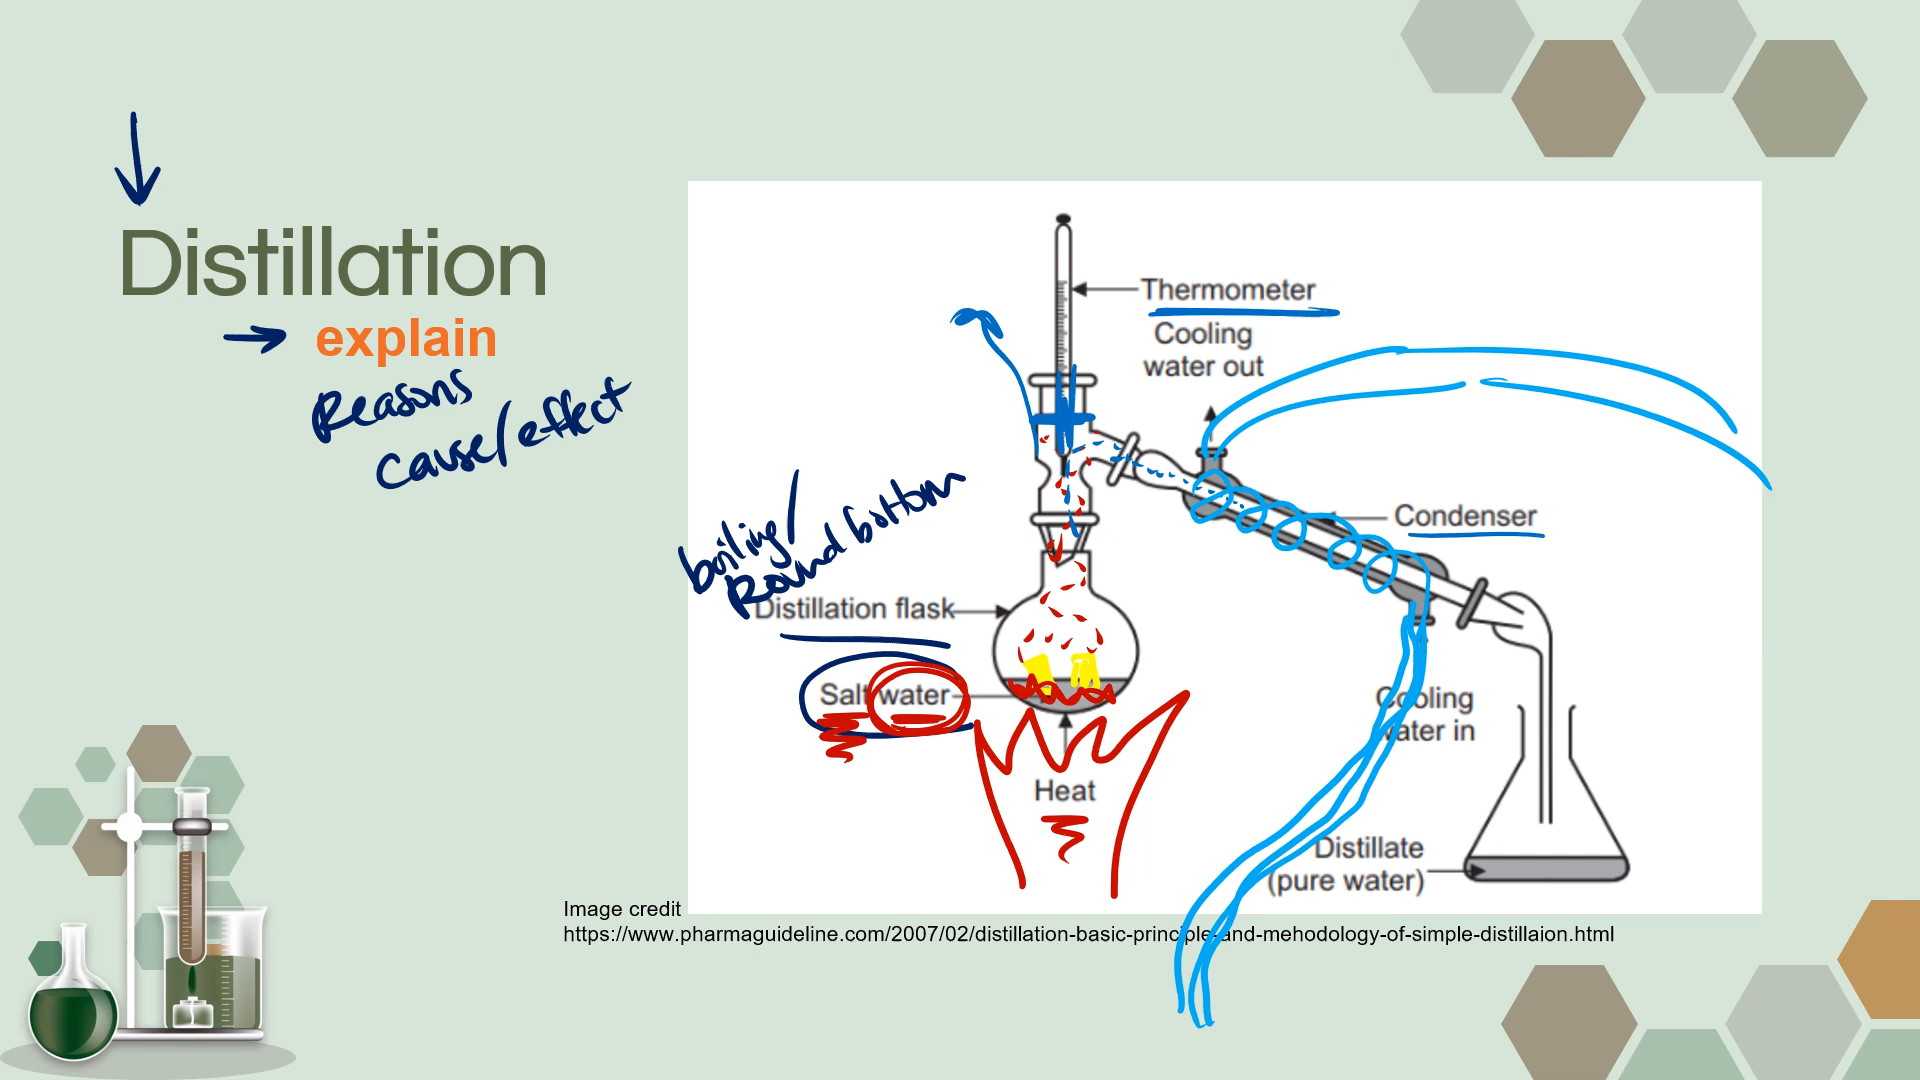 Distillation
→ explain
Reasons
cause/effect
Thermometer
Cooling
water out
Condenser
boiling/
Round bottom
Distillation flask
Salt water
Heat
Cooling
water in
Distillate
(pure water)
Image credit
https://www.pharmaguideline.com/2007/02/distillation-basic-principle-and-mehodology-of-simple-distillaion.html